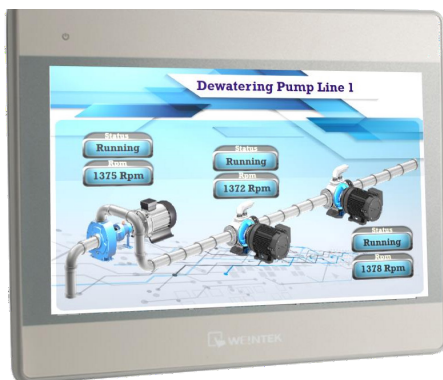 Dewatering Pump Line 1
Status
Running
Rpm
1375 Rpm
Status
Running
Rpm
1372 Rpm
Status
Running
Rpm
1378 Rpm
WEINTEK